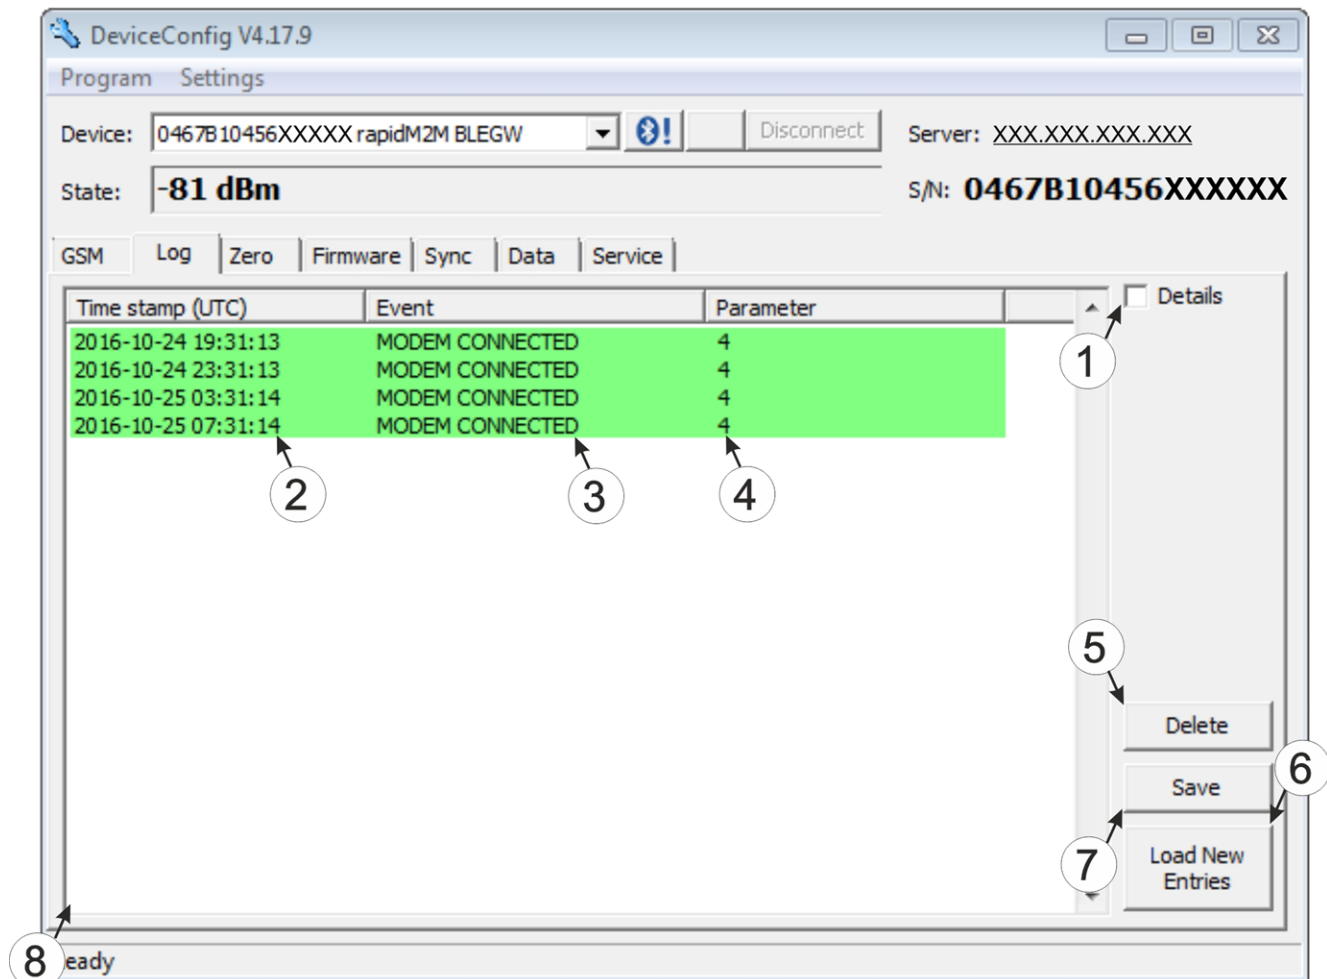 DeviceConfig V4.17.9
Program Settings
Device: 0467B10456XXXXX rapidM2M BLEGW Disconnect Server: XXX.XXX.XXX.XXX
State: -81 dBm S/N: 0467B10456XXXXXX
GSM Log Zero Firmware Sync Data Service
Time stamp (UTC) Event Parameter Details
2016-10-24 19:31:13 MODEM CONNECTED 4
2016-10-24 23:31:13 MODEM CONNECTED 4
1
2016-10-25 03:31:14 MODEM CONNECTED 4
2016-10-25 07:31:14 MODEM CONNECTED 4
2 3 4
5
Delete
6
Save
7
Load New
Entries
8 eady